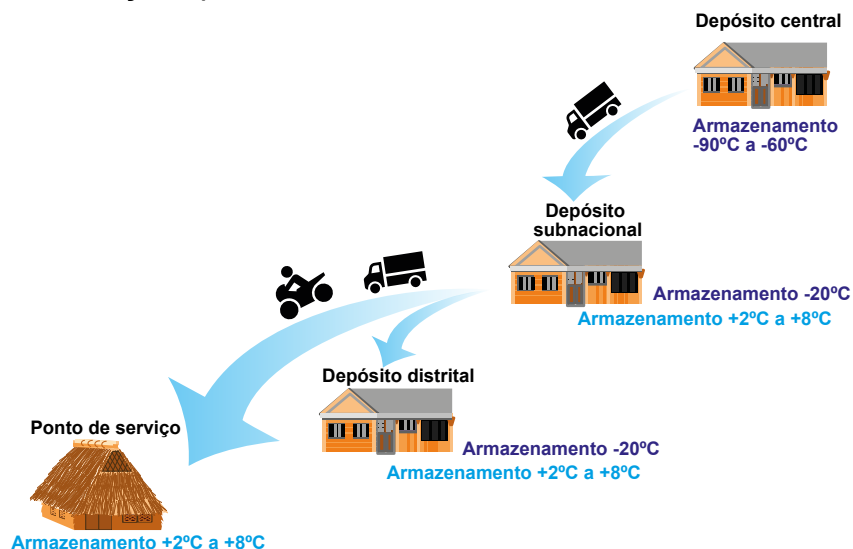 Depósito central
Armazenamento
-90ºC a -60ºC
Depósito
subnacional
Armazenamento -20ºC
Armazenamento +2ºC a +8ºC
Depósito distrital
Armazenamento -20ºC
Armazenamento +2ºC a +8ºC
Ponto de serviço
Armazenamento +2ºC a +8ºC